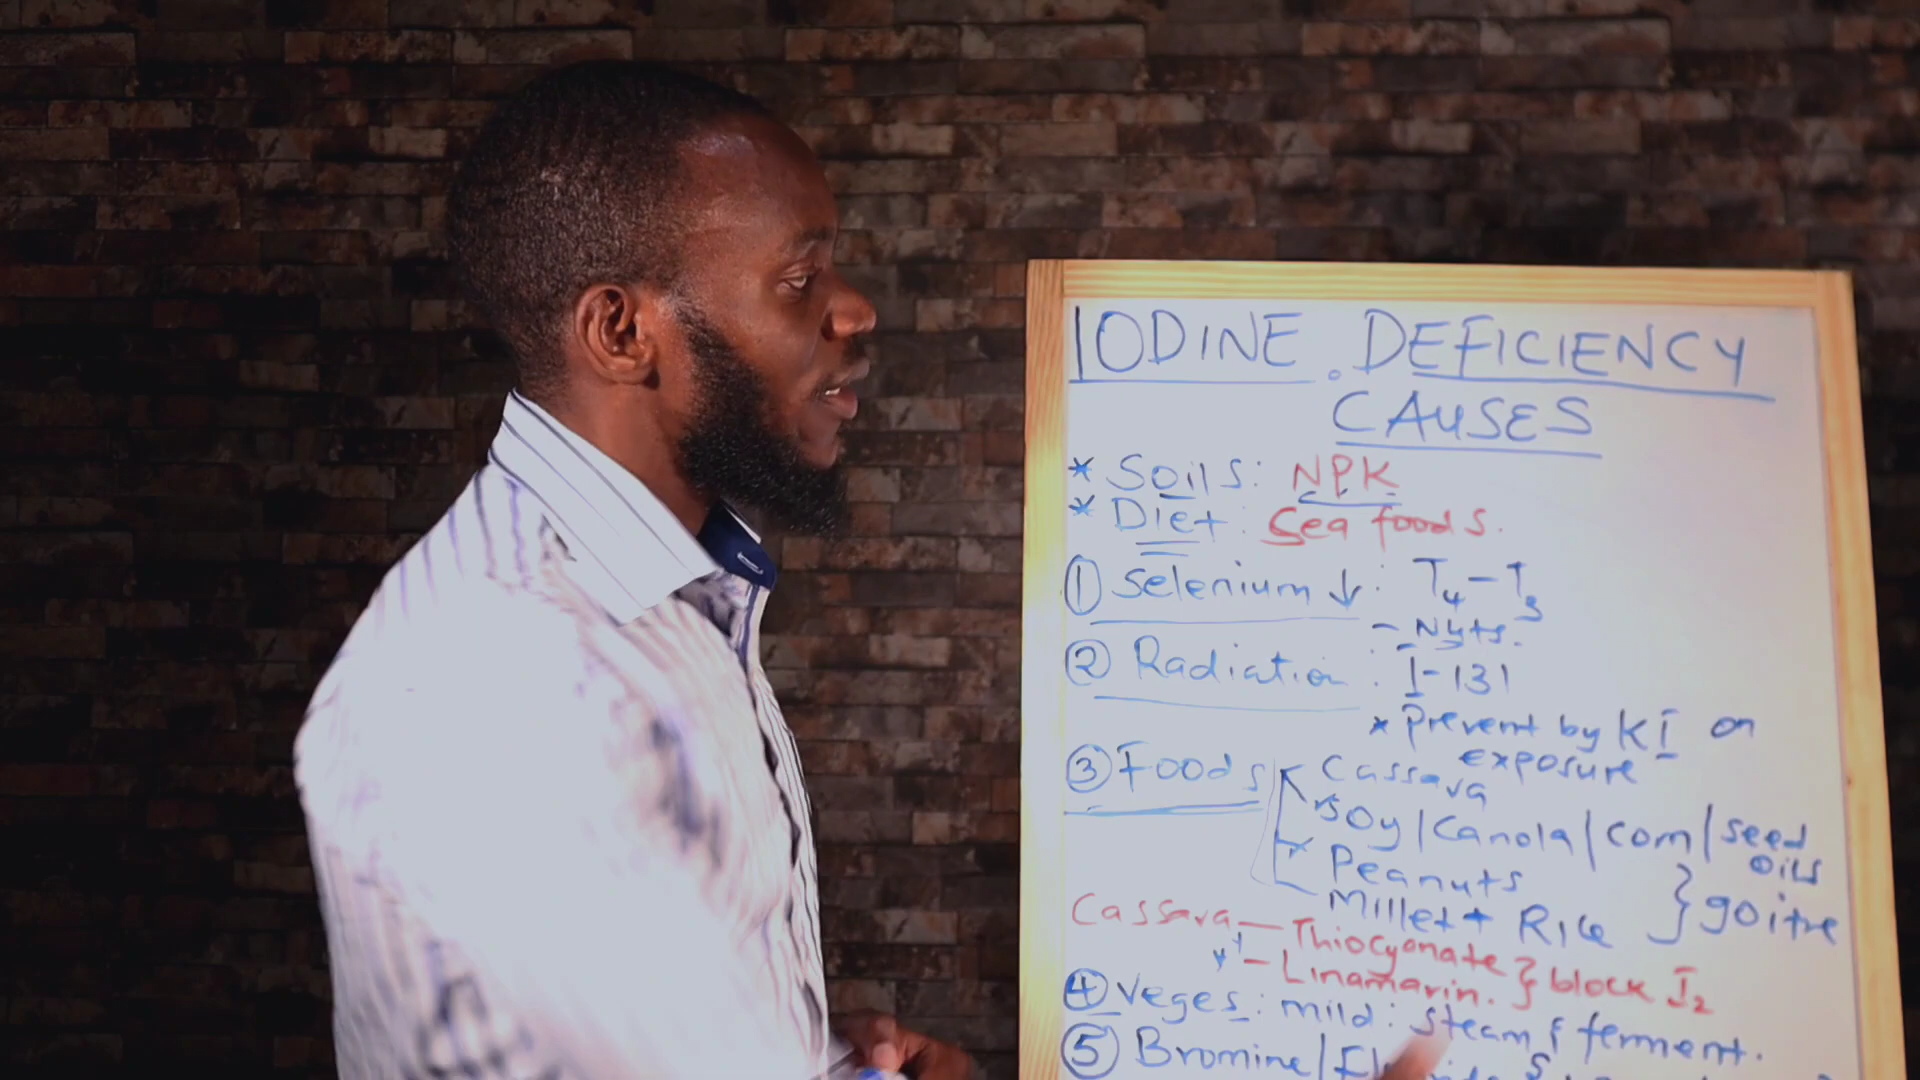 IODINE DEFICIENCY
CAUSES
* Soils: NPK
* Diet: Sea foods.
① Selenium ↓: T4-T3
- Nuts.
② Radiation: I-131
* Prevent by KI on
exposure
③ Foods Cassava
* Soy/Canola/corn/seed
oils
* Peanuts
Millet + Rice } goitre
Cassava — Thiocyanate
- Linamarin. } block I2
④ Veges: mild: steam & ferment.
⑤ Bromine/